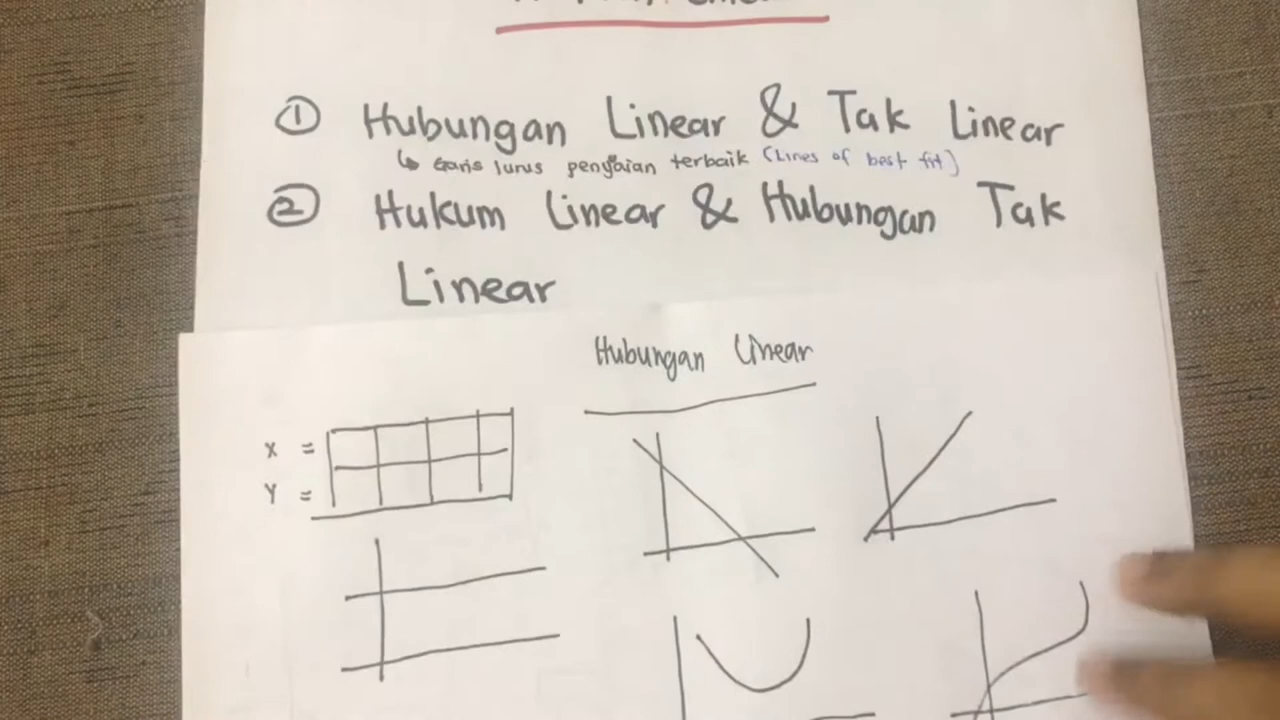 ① Hubungan Linear & Tak Linear
↳ Garis lurus penyuaian terbaik (Lines of best fit)
② Hukum Linear & Hubungan Tak
Linear
Hubungan Linear
X =
Y =